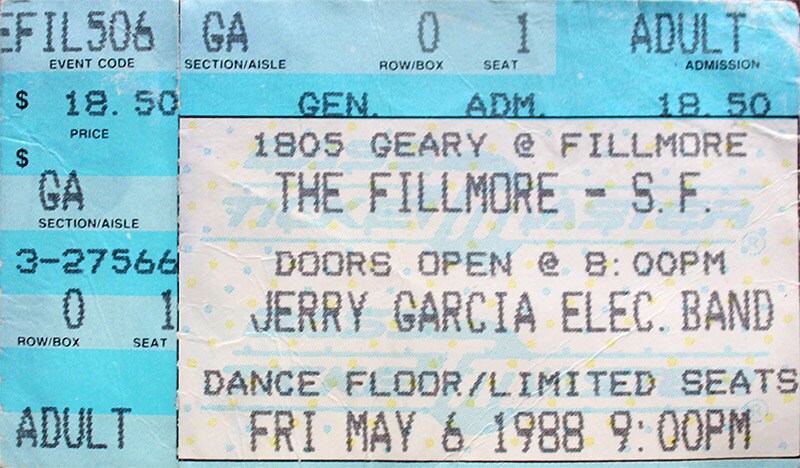 EFIL506
EVENT CODE
$ 18.50
PRICE
$
GA
SECTION/AISLE
3-27566
0 1
ROW/BOX SEAT
ADULT
GA 0 1 ADULT
SECTION/AISLE ROW/BOX SEAT ADMISSION
GEN. ADM. 18.50
1805 GEARY @ FILLMORE
THE FILLMORE - S.F.
DOORS OPEN @ 8:00PM
JERRY GARCIA ELEC. BAND
DANCE FLOOR/LIMITED SEATS
FRI MAY 6 1988 9:00PM